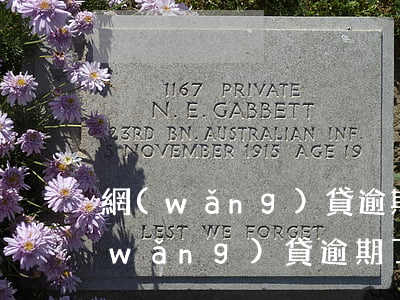 1167 PRIVATE
N. E. GABBETT
23RD BN. AUSTRALIAN INF.
NOVEMBER 1915 AGE 19
網(wǎng)貸逾期
LEST WE FORGET
wǎng)貸逾期